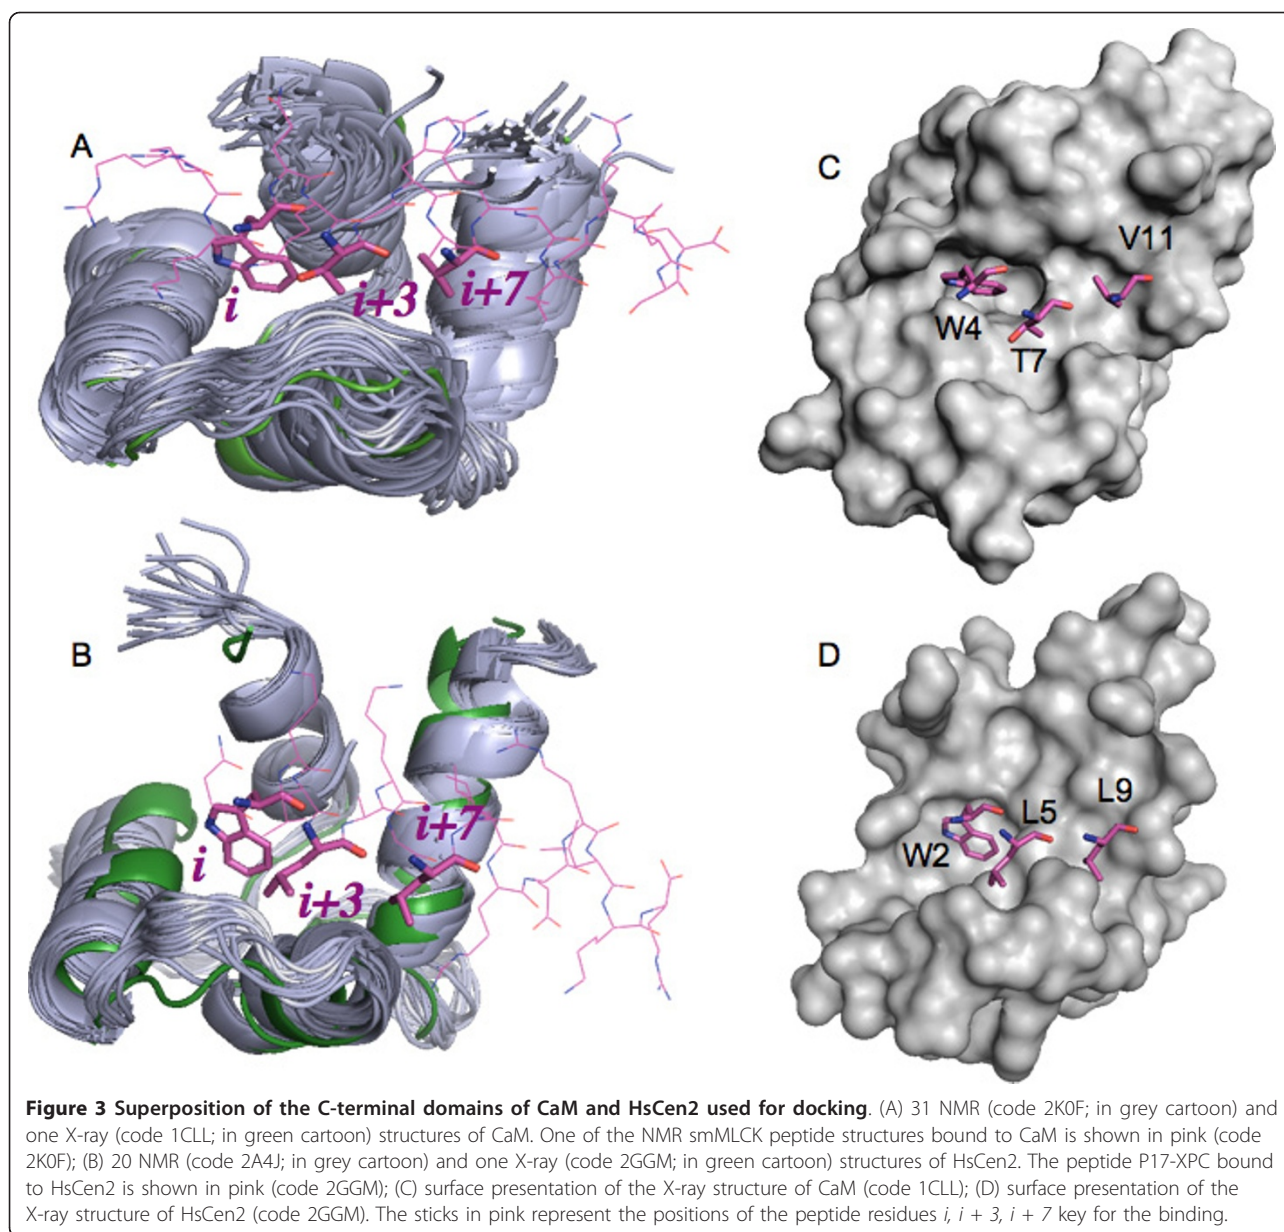 A
i
i+3
i+7
C
V11
W4
T7
B
i
i+3
i+7
D
L5
L9
W2
Figure 3 Superposition of the C-terminal domains of CaM and HsCen2 used for docking. (A) 31 NMR (code 2K0F; in grey cartoon) and
one X-ray (code 1CLL; in green cartoon) structures of CaM. One of the NMR smMLCK peptide structures bound to CaM is shown in pink (code
2K0F); (B) 20 NMR (code 2A4J; in grey cartoon) and one X-ray (code 2GGM; in green cartoon) structures of HsCen2. The peptide P17-XPC bound
to HsCen2 is shown in pink (code 2GGM); (C) surface presentation of the X-ray structure of CaM (code 1CLL); (D) surface presentation of the
X-ray structure of HsCen2 (code 2GGM). The sticks in pink represent the positions of the peptide residues i, i + 3, i + 7 key for the binding.